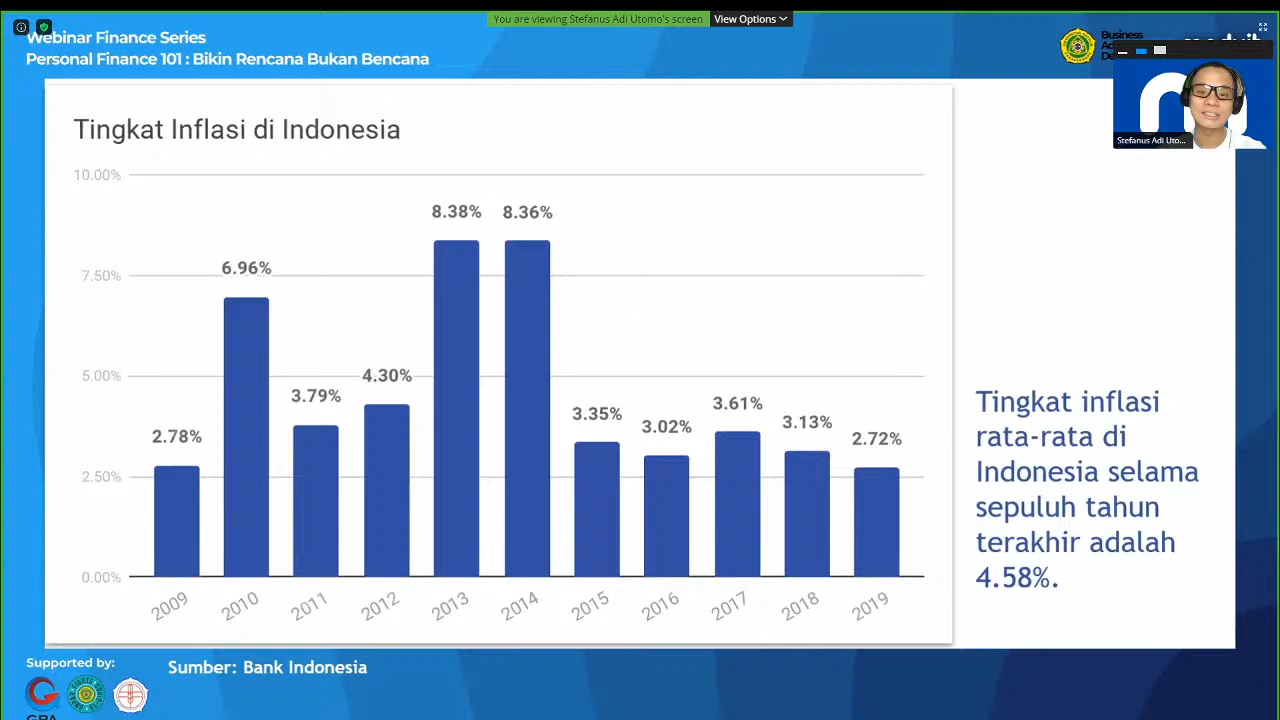 You are viewing Stefanus Adi Utomo's screen
View Options
Webinar Finance Series
Personal Finance 101 : Bikin Rencana Bukan Bencana
Business
Stefanus Adi Uto...
Tingkat Inflasi di Indonesia
10.00%
7.50%
5.00%
2.50%
0.00%
2.78%
6.96%
3.79%
4.30%
8.38%
8.36%
3.35%
3.02%
3.61%
3.13%
2.72%
2009
2010
2011
2012
2013
2014
2015
2016
2017
2018
2019
Tingkat inflasi
rata-rata di
Indonesia selama
sepuluh tahun
terakhir adalah
4.58%.
Supported by:
Sumber: Bank Indonesia